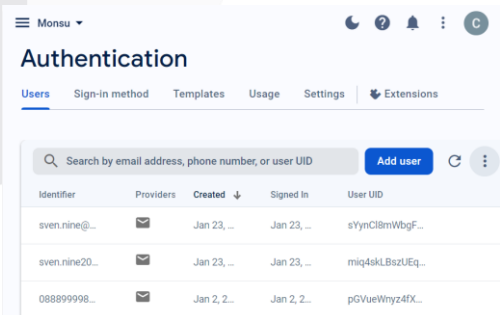 Monsu
C
Authentication
Users Sign-in method Templates Usage Settings Extensions
Search by email address, phone number, or user UID Add user
Identifier Providers Created Signed In User UID
sven.nine@... Jan 23, ... Jan 23, ... sYynCl8mWbgF...
sven.nine20... Jan 23, ... Jan 23, ... miq4skLBszUEq...
088899998... Jan 2, 2... Jan 2, 2... pGVueWnyz4fX...